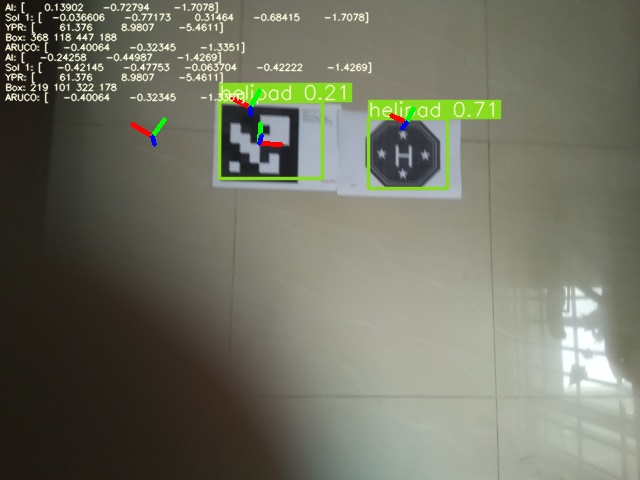 AI: [ 0.13902 -0.72794 -1.7078]
Sol 1: [ -0.036606 -0.77173 0.31464 -0.68415 -1.7078]
YPR: [ 61.376 8.9807 -5.4611]
Box: 368 118 447 188
ARUCO: [ -0.40064 -0.32345 -1.3351]
AI: [ -0.24258 -0.44987 -1.4269]
Sol 1: [ -0.42145 -0.47753 -0.063704 -0.42222 -1.4269]
YPR: [ 61.376 8.9807 -5.4611]
Box: 219 101 322 178
ARUCO: [ -0.40064 -0.32345
helipad 0.21
helipad 0.71
H